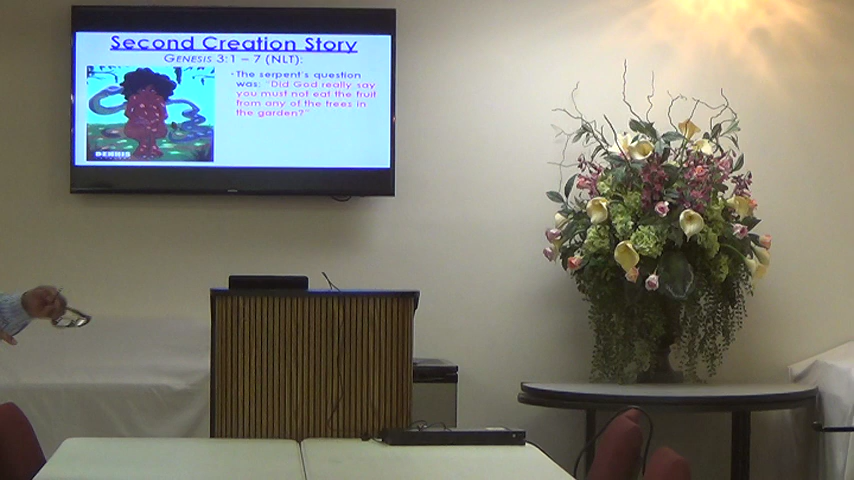 Second Creation Story
GENESIS 3:1 – 7 (NLT):
• The serpent's question
was: "Did God really say
you must not eat the fruit
from any of the trees in
the garden?"
DENNIS